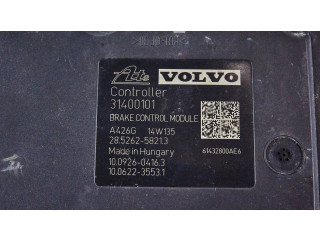 Ate VOLVO
Controller
31400101
BRAKE CONTROL MODULE
A426G 14W135
28.5262-5821.3
Made in Hungary
61432800AE6
10.0926-0416.3
10.0622-3553.1